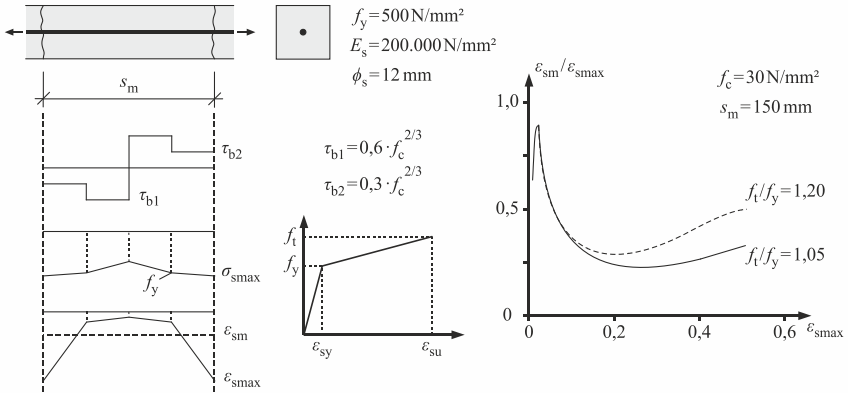 f_y=500 N/mm²
E_s=200.000 N/mm²
ϕ_s=12 mm
s_m
τ_b2
τ_b1
τ_b1=0,6·f_c^2/3
τ_b2=0,3·f_c^2/3
f_y
σ_smax
ε_sm
ε_smax
f_t
f_y
ε_sy
ε_su
ε_sm/ε_smax
f_c=30 N/mm²
s_m=150 mm
1,0
0,5
0
f_t/f_y=1,20
f_t/f_y=1,05
0
0,2
0,4
0,6
ε_smax